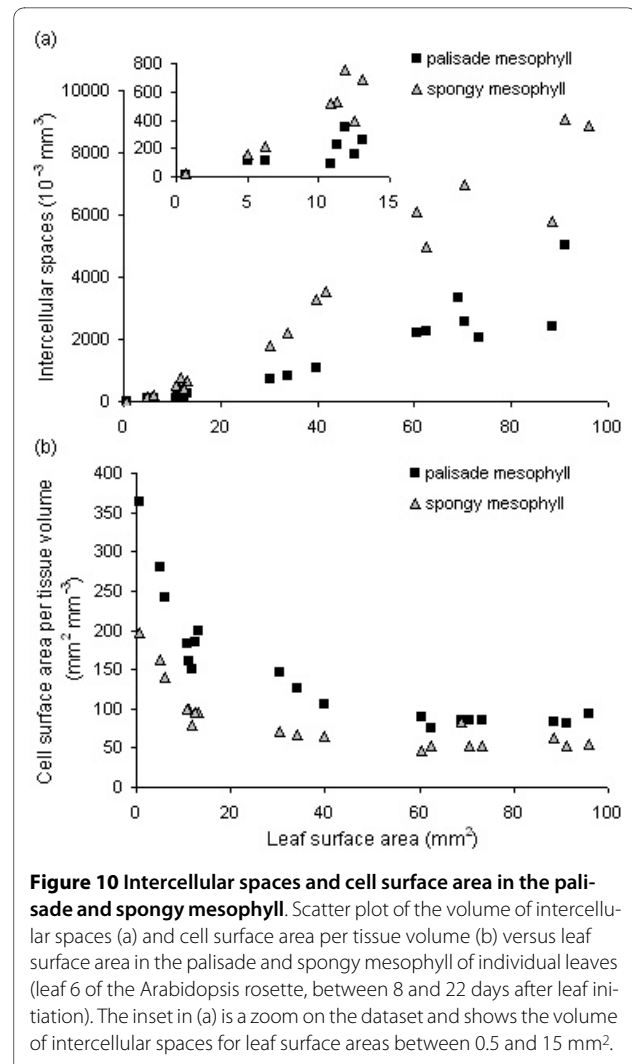 (a)
palisade mesophyll
spongy mesophyll
Intercellular spaces (10⁻³ mm³)
10000
8000
6000
4000
2000
0
800
600
400
200
0
0 5 10 15
0 20 40 60 80 100
(b)
palisade mesophyll
spongy mesophyll
Cell surface area per tissue volume
(mm² mm⁻³)
400
350
300
250
200
150
100
50
0
0 20 40 60 80 100
Leaf surface area (mm²)
Figure 10 Intercellular spaces and cell surface area in the pali-
sade and spongy mesophyll. Scatter plot of the volume of intercellu-
lar spaces (a) and cell surface area per tissue volume (b) versus leaf
surface area in the palisade and spongy mesophyll of individual leaves
(leaf 6 of the Arabidopsis rosette, between 8 and 22 days after leaf ini-
tiation). The inset in (a) is a zoom on the dataset and shows the volume
of intercellular spaces for leaf surface areas between 0.5 and 15 mm².